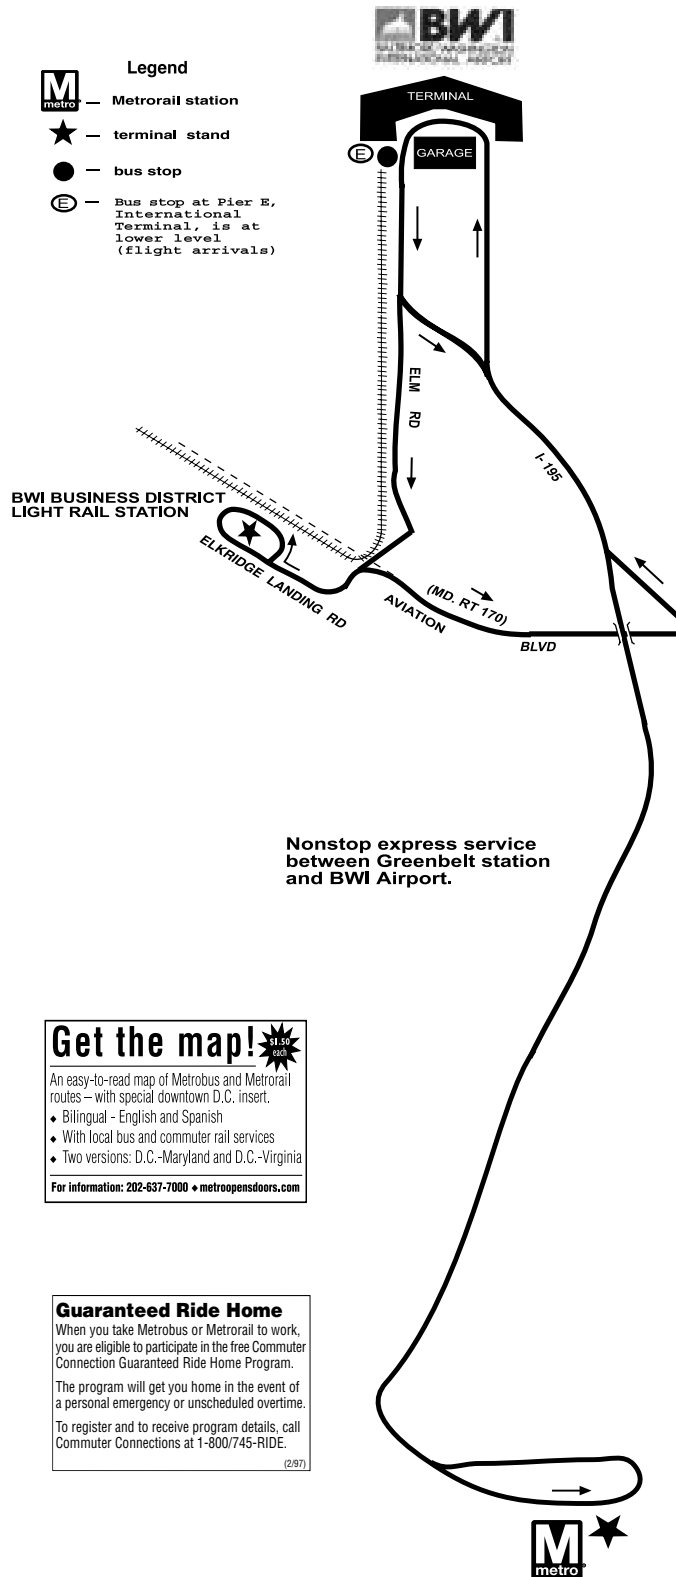 BWI
BALTIMORE/WASHINGTON
INTERNATIONAL AIRPORT
Legend
M
metro
— Metrorail station
— terminal stand
— bus stop
E — Bus stop at Pier E,
International
Terminal, is at
lower level
(flight arrivals)
TERMINAL
E
GARAGE
ELM RD
I-195
BWI BUSINESS DISTRICT
LIGHT RAIL STATION
ELKRIDGE LANDING RD
(MD. RT 170)
AVIATION
BLVD
Nonstop express service
between Greenbelt station
and BWI Airport.
Get the map!
$1.50
each
An easy-to-read map of Metrobus and Metrorail
routes – with special downtown D.C. insert.
◆ Bilingual - English and Spanish
◆ With local bus and commuter rail services
◆ Two versions: D.C.-Maryland and D.C.-Virginia
For information: 202-637-7000 ◆ metroopensdoors.com
Guaranteed Ride Home
When you take Metrobus or Metrorail to work,
you are eligible to participate in the free Commuter
Connection Guaranteed Ride Home Program.
The program will get you home in the event of
a personal emergency or unscheduled overtime.
To register and to receive program details, call
Commuter Connections at 1-800/745-RIDE.
(2/97)
M
metro